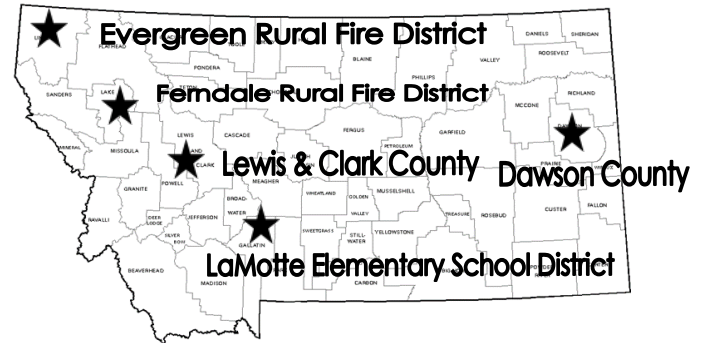 Evergreen Rural Fire District
DANIELS
SHERIDAN
FLATHEAD
BLAINE
ROOSEVELT
VALLEY
PONDERA
PHILLIPS
Ferndale Rural Fire District
SANDERS
LAKE
RICHLAND
MCCONE
LEWIS
CASCADE
FERGUS
GARFIELD
PETROLEUM
MINERAL
MISSOULA
AND
CLARK
Lewis & Clark County
PRAIRIE
Dawson County
POWELL
MEAGHER
GRANITE
BROAD-
WATER
WHEATLAND
GOLDEN
VALLEY
MUSSELSHELL
FALLON
RAVALLI
DEER
LODGE
JEFFERSON
TREASURE
ROSEBUD
CUSTER
SILVER
BOW
GALLATIN
SWEETGRASS
STILL-
WATER
YELLOWSTONE
LaMotte Elementary School District
BEAVERHEAD
MADISON
CARBON